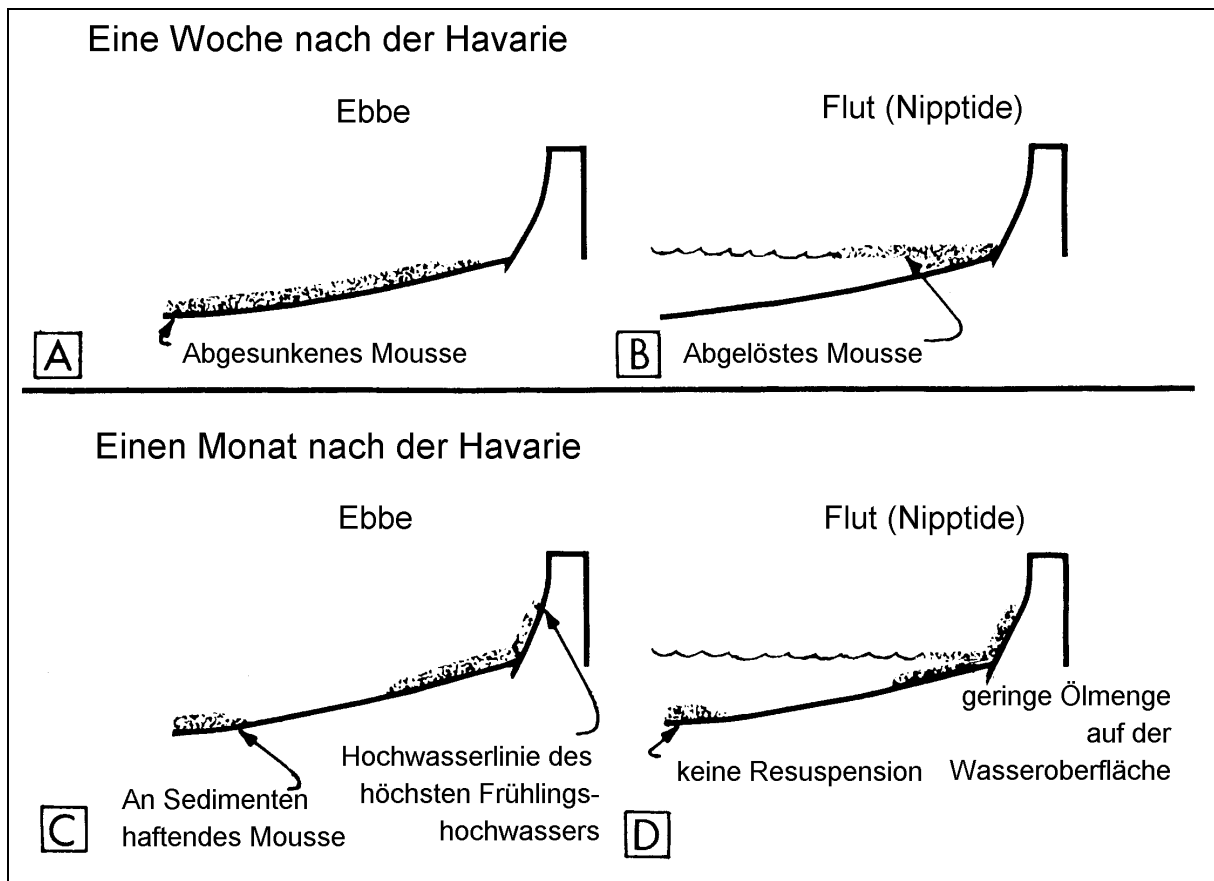 Eine Woche nach der Havarie
Ebbe
Flut (Nipptide)
A
Abgesunkenes Mousse
B
Abgelöstes Mousse
Einen Monat nach der Havarie
Ebbe
Flut (Nipptide)
C
An Sedimenten
haftendes Mousse
Hochwasserlinie des
höchsten Frühlings-
hochwassers
D
keine Resuspension
geringe Ölmenge
auf der
Wasseroberfläche